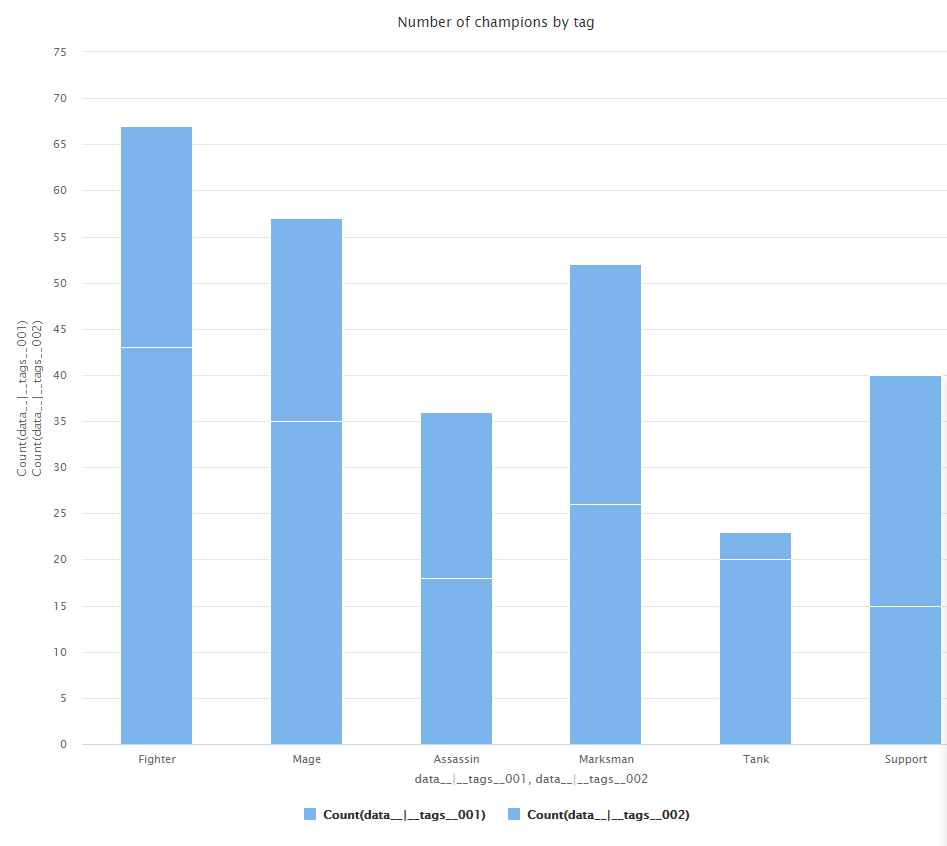 Number of champions by tag
75
70
65
60
55
50
45
40
35
30
25
20
15
10
5
0
Count(data__|__tags__001)
Count(data__|__tags__002)
Fighter Mage Assassin Marksman Tank Support
data__|__tags__001, data__|__tags__002
Count(data__|__tags__001) Count(data__|__tags__002)